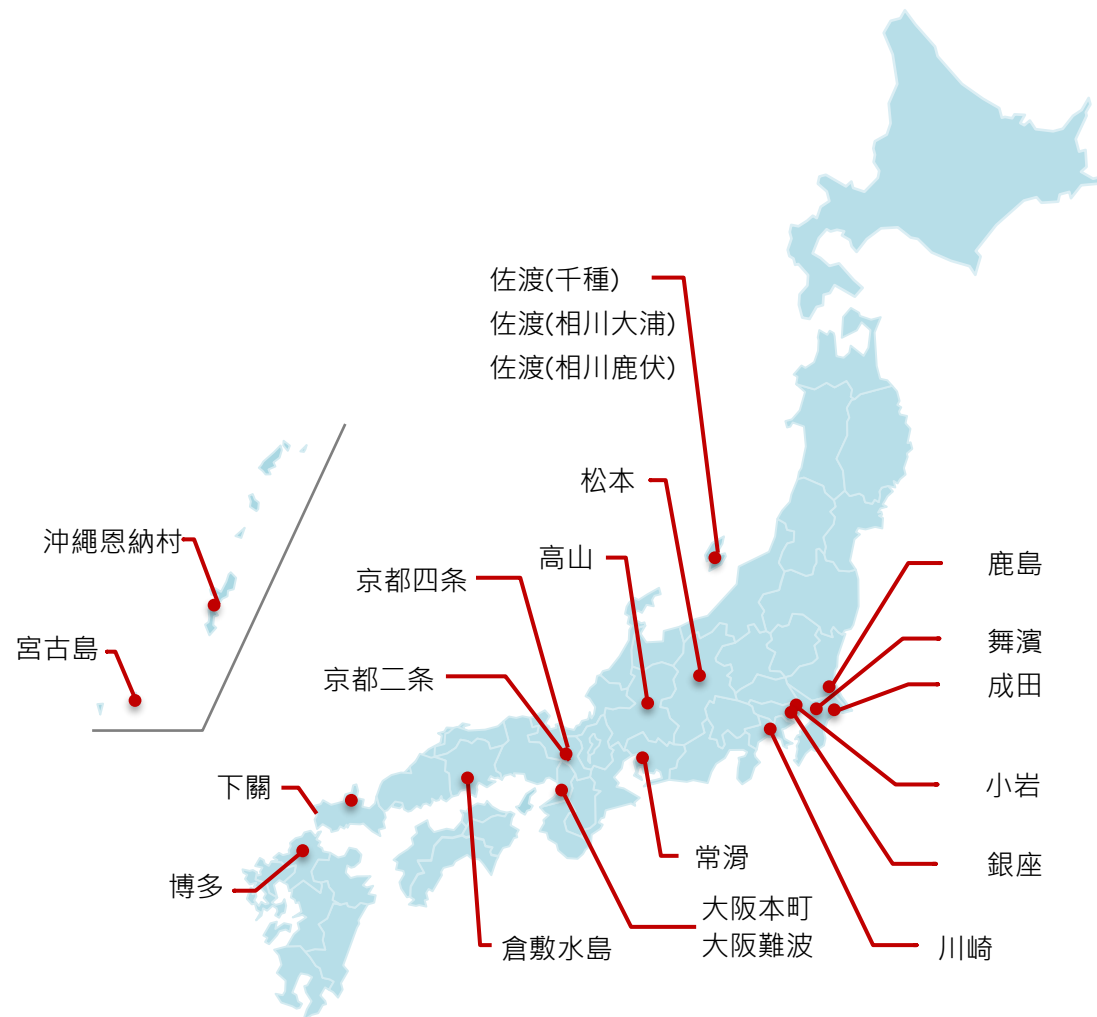 佐渡(千種)
佐渡(相川大浦)
佐渡(相川鹿伏)
松本
高山
京都四条
京都二条
沖繩恩納村
宮古島
鹿島
舞濱
成田
小岩
銀座
川崎
常滑
大阪本町
大阪難波
倉敷水島
下關
博多